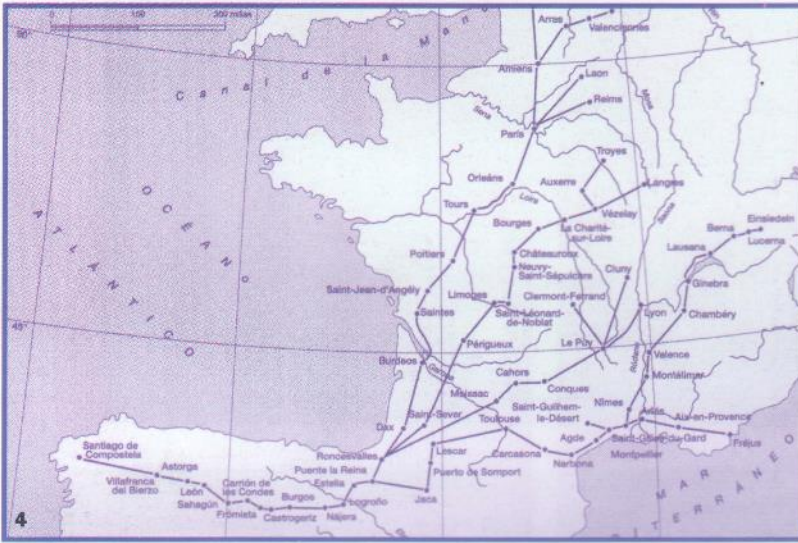 0 100 200 millas
50°
Canal de La Man
OCÉANO
ATLÁNTICO
45°
Arras
Valenciennes
Amiens
Laon
Reims
Sena
Mosa
París
Troyes
Orleáns
Auxerre
Langres
Loira
Tours
Vézelay
Saona
Bourges
La Charité-
sur-Loire
Einsiedeln
Berna
Lucerna
Lausana
Poitiers
Châteauroux
Neuvy-
Saint-Sépulcre
Cluny
Ginebra
Saint-Jean-d'Angély
Limoges
Clermont-Ferrand
Saintes
Saint-Léonard-
de-Noblat
Lyon
Chambéry
Périgueux
Le Puy
Ródano
Valence
Burdeos
Garona
Cahors
Montélimar
Moissac
Conques
Saint-Guilhem-
le-Désert
Nîmes
Arlés
Aix-en-Provence
Dax
Saint-Sever
Toulouse
Agde
Saint-Gilles-du-Gard
Fréjus
Montpellier
Santiago de
Compostela
Roncesvalles
Lescar
Carcasona
Narbona
Puente la Reina
Puerto de Somport
Astorga
Estella
Villafranca
del Bierzo
León
Carrión de
los Condes
Burgos
Logroño
Jaca
Sahagún
Frómista
Castrogeriz
Nájera
MAR
ITERRÁNEO
4